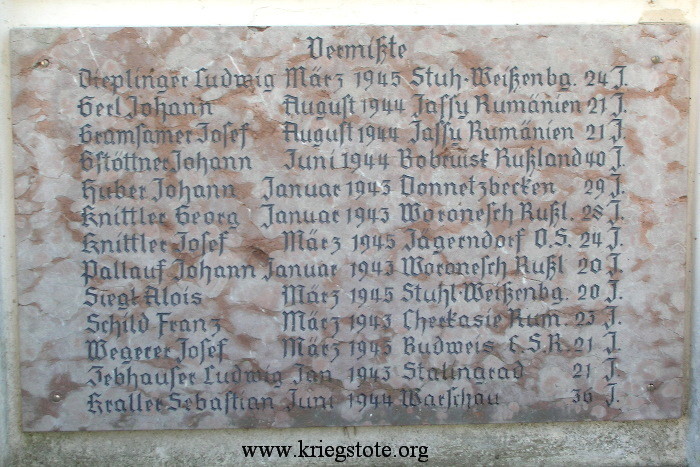 Vermißte
Dieplinger Ludwig März 1945 Stuh-Weißenbg. 24 J.
Gerl Johann August 1944 Jassy Rumänien 21 J.
Gramsamer Josef August 1944 Jassy Rumänien 21 J.
Gstöttner Johann Juni 1944 Bobruisk Rußland 40 J.
Huber Johann Januar 1943 Donnetzbecken 29 J.
Knittler Georg Januar 1943 Woronesch Rußl. 28 J.
Knittler Josef März 1945 Jägerndorf O.S. 24 J.
Pallauf Johann Januar 1943 Woronesch Rußl 20 J.
Siegl Alois März 1945 Stuhl-Weißenbg. 20 J.
Schild Franz März 1943 Cherkasie Rum. 23 J.
Wegerer Josef März 1943 Budweis C.S.R. 21 J.
Zebhauser Ludwig Jan. 1943 Stalingrad 21 J.
Kraller Sebastian Juni 1944 Warschau 36 J.
www.kriegstote.org